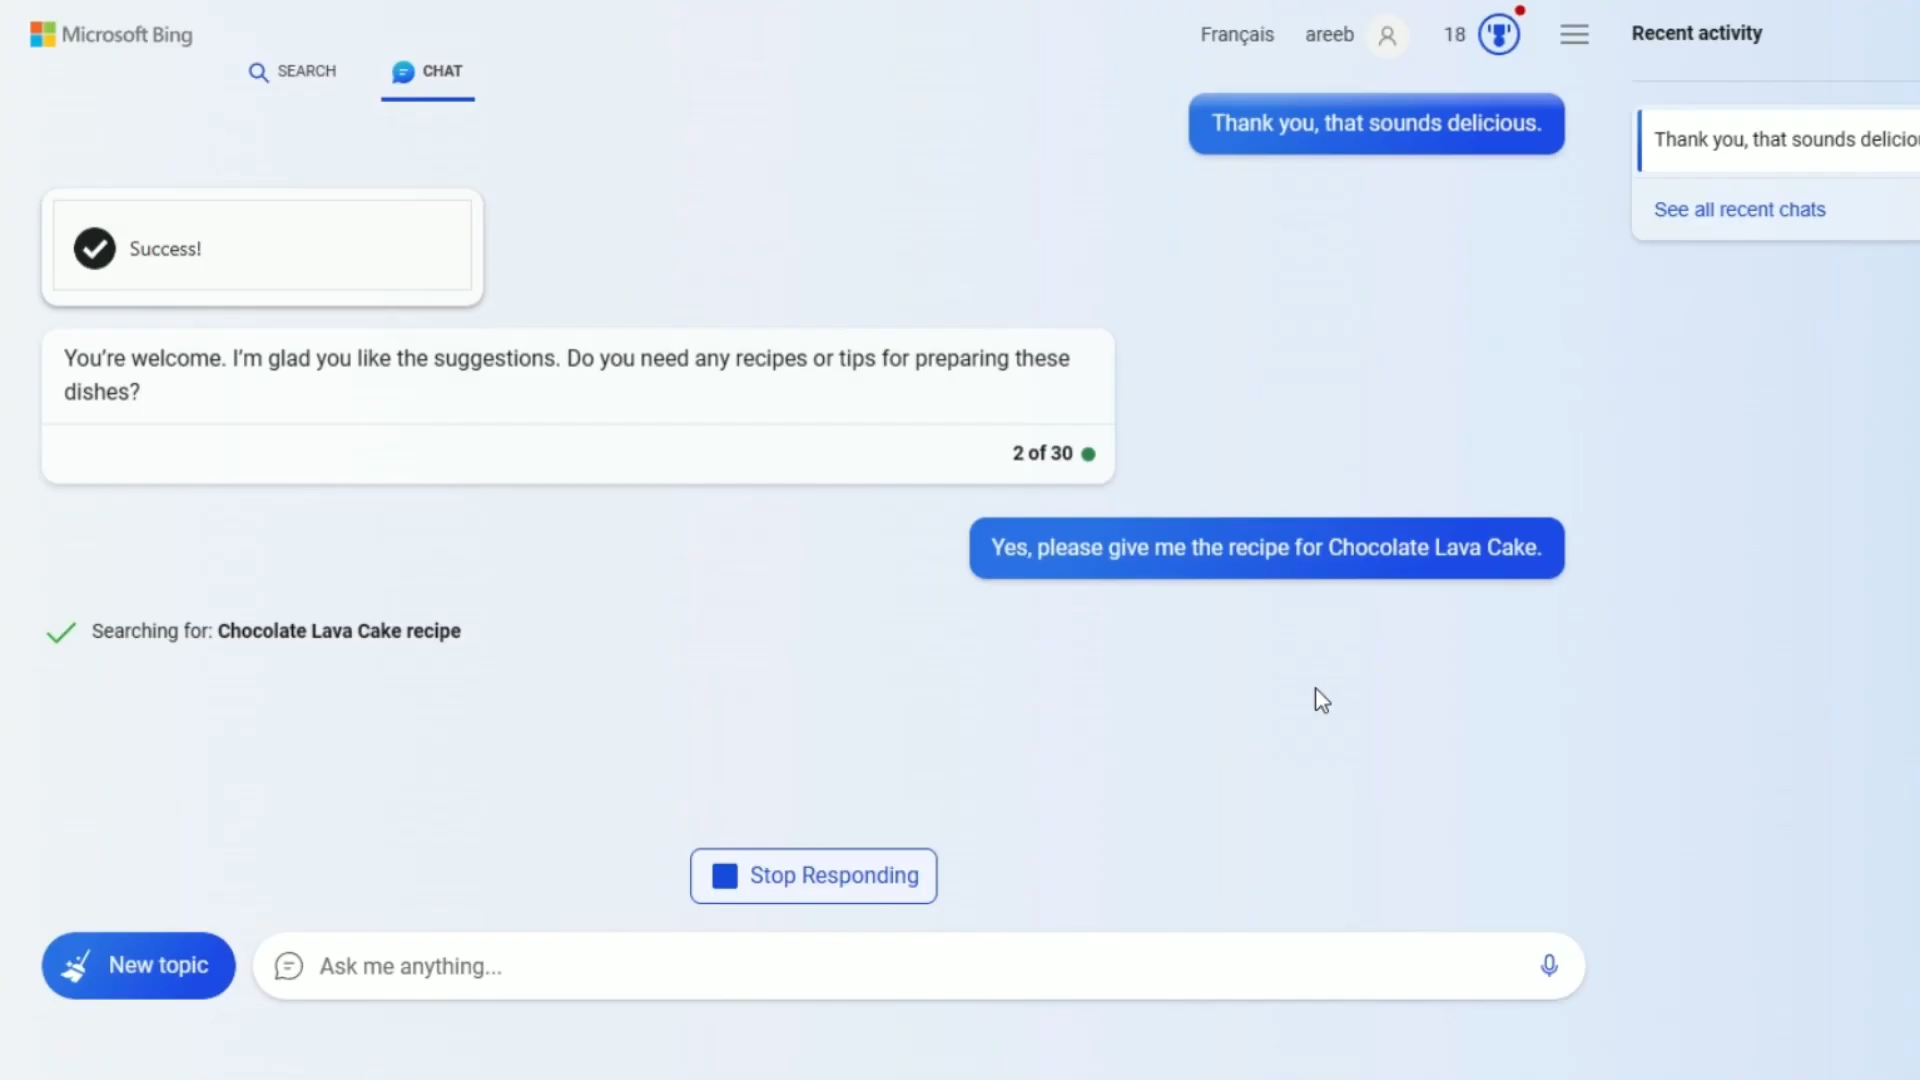 Microsoft Bing
SEARCH
CHAT
Français
areeb
18
Recent activity
Thank you, that sounds delicious.
Thank you, that sounds delicio
See all recent chats
Success!
You’re welcome. I’m glad you like the suggestions. Do you need any recipes or tips for preparing these
dishes?
2 of 30
Yes, please give me the recipe for Chocolate Lava Cake.
Searching for: Chocolate Lava Cake recipe
Stop Responding
New topic
Ask me anything...